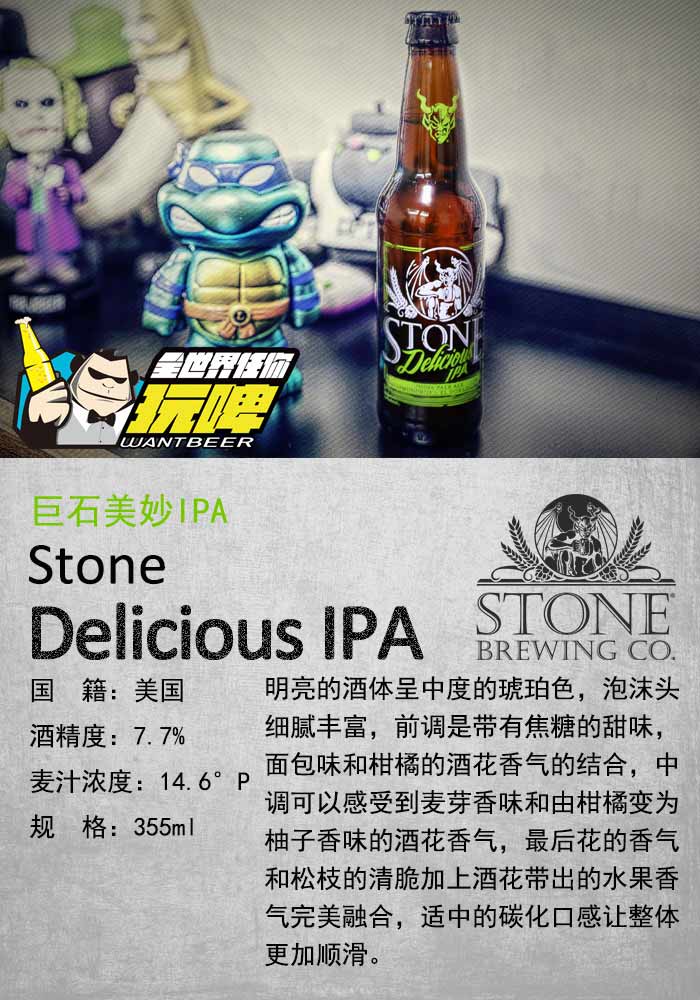 STONE
Delicious
IPA
INDIA PALE ALE
全世界任你
玩啤
WANTBEER
巨石美妙IPA
Stone
Delicious IPA
STONE®
BREWING CO.
国 籍：美国
酒精度：7.7%
麦汁浓度：14.6°P
规 格：355ml
明亮的酒体呈中度的琥珀色，泡沫头
细腻丰富，前调是带有焦糖的甜味，
面包味和柑橘的酒花香气的结合，中
调可以感受到麦芽香味和由柑橘变为
柚子香味的酒花香气，最后花的香气
和松枝的清脆加上酒花带出的水果香
气完美融合，适中的碳化口感让整体
更加顺滑。